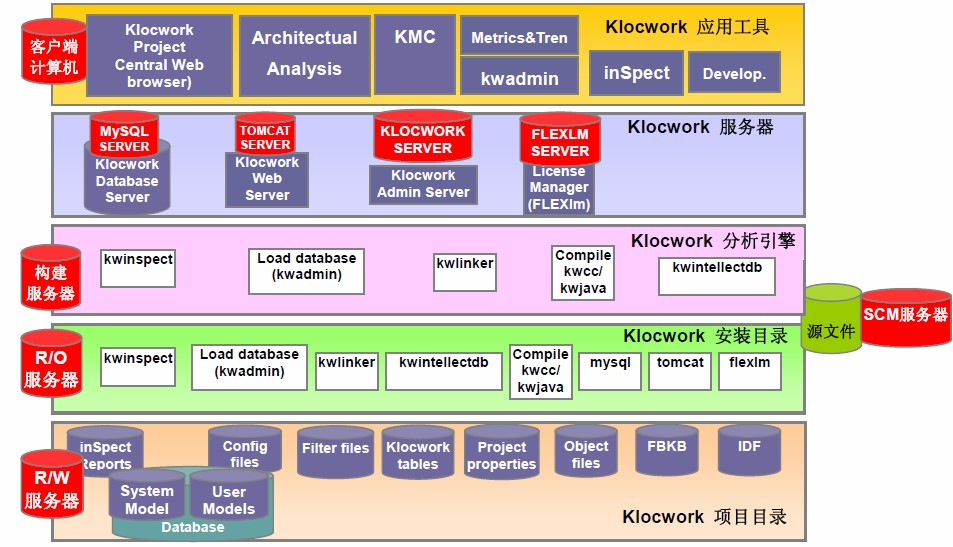 客户端
计算机
Klocwork
Project
Central Web
browser)
Architectual
Analysis
KMC
Metrics&Tren
kwadmin
Klocwork 应用工具
inSpect
Develop.
MySQL
SERVER
Klocwork
Database
Server
TOMCAT
SERVER
Klocwork
Web
Server
KLOCWORK
SERVER
Klocwork
Admin Server
FLEXLM
SERVER
License
Manager
(FLEXlm)
Klocwork 服务器
构建
服务器
kwinspect
Load database
(kwadmin)
kwlinker
Compile
kwcc/
kwjava
Klocwork 分析引擎
kwintellectdb
源文件
SCM服务器
R/O
服务器
kwinspect
Load database
(kwadmin)
kwlinker
kwintellectdb
Compile
kwcc/
kwjava
Klocwork 安装目录
mysql
tomcat
flexlm
R/W
服务器
inSpect
Reports
Config
files
Filter files
Klocwork
tables
Project
properties
Object
files
FBKB
IDF
System
Model
User
Models
Database
Klocwork 项目目录